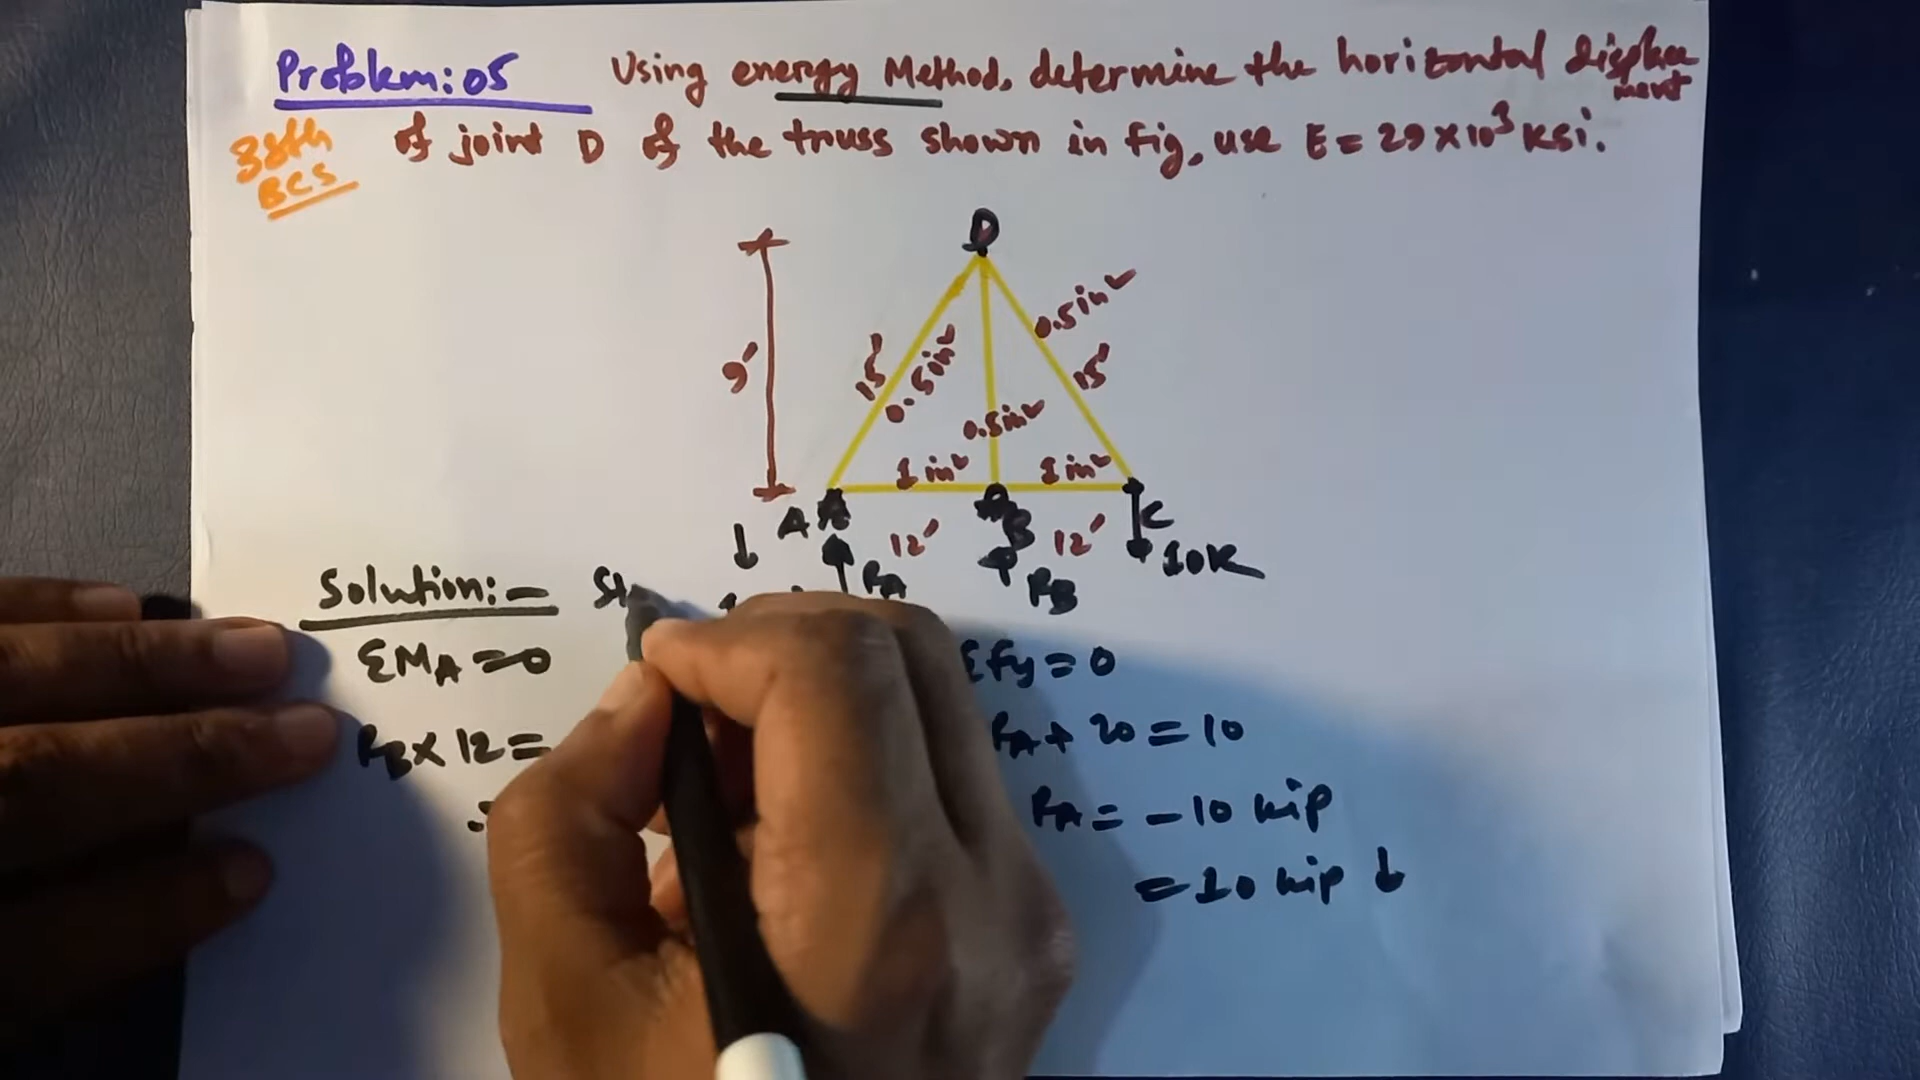 Problem: 05 Using energy Method, determine the horizontal displacement
38th BCS
of joint D of the truss shown in fig, use E = 29 × 10³ ksi.
D
0.5in²
9'
15'
0.5in²
15'
0.5in²
1in²
1in²
A
B
C
12'
12'
10K
RA
RB
Solution:-
ΣMA = 0
ΣFy = 0
RB × 12 =
RA + 20 = 10
RA = - 10 kip
= 10 kip ↓